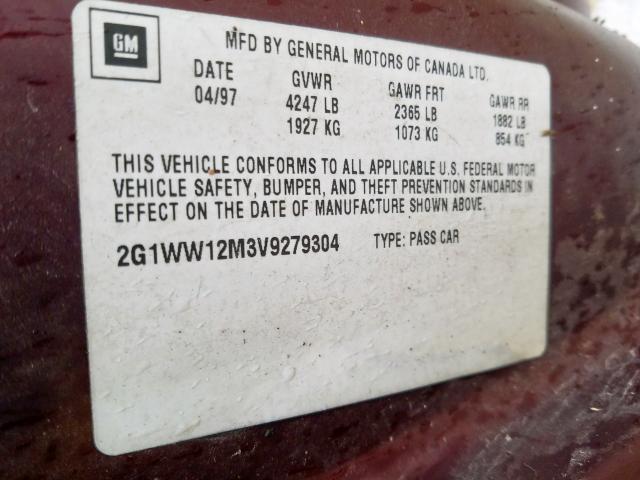 GM
MFD BY GENERAL MOTORS OF CANADA LTD.
DATE GVWR GAWR FRT GAWR RR
04/97 4247 LB 2365 LB 1882 LB
1927 KG 1073 KG 854 KG
THIS VEHICLE CONFORMS TO ALL APPLICABLE U.S. FEDERAL MOTOR
VEHICLE SAFETY, BUMPER, AND THEFT PREVENTION STANDARDS IN
EFFECT ON THE DATE OF MANUFACTURE SHOWN ABOVE.
2G1WW12M3V9279304 TYPE: PASS CAR